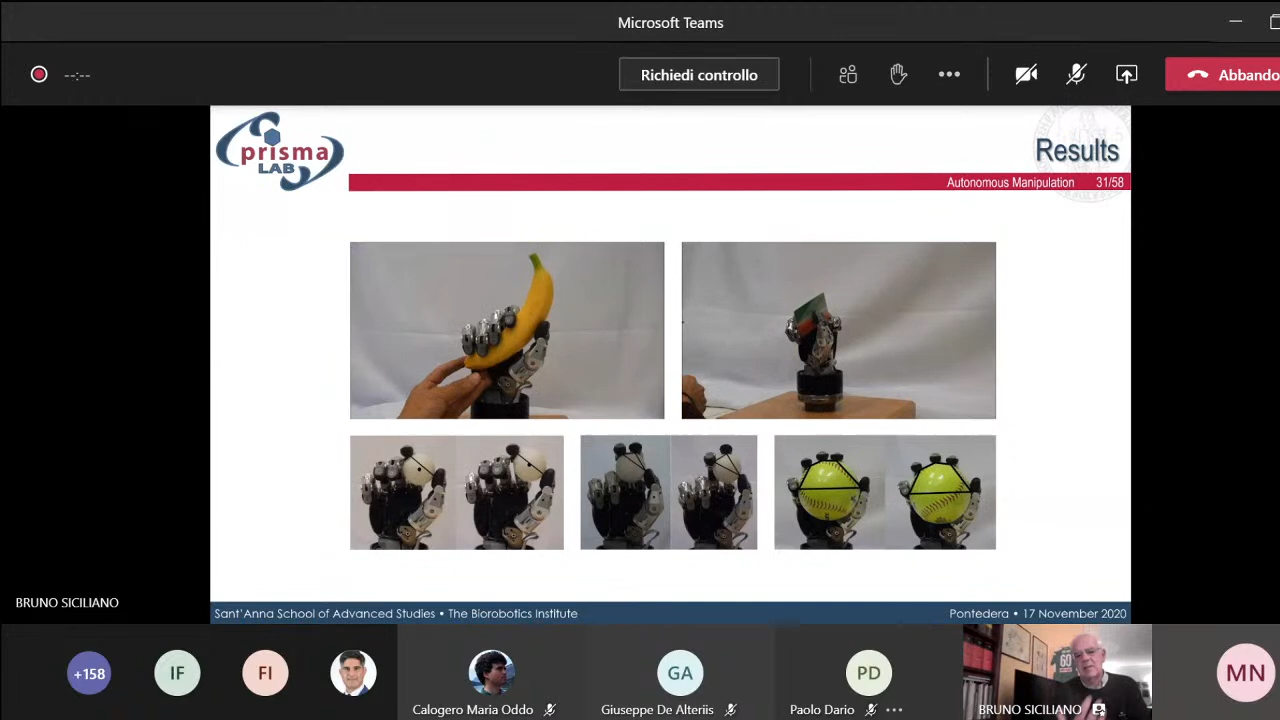 Microsoft Teams
--:--
Richiedi controllo
Abbando
prisma
LAB
Results
Autonomous Manipulation 31/58
BRUNO SICILIANO
Sant'Anna School of Advanced Studies • The Biorobotics Institute
Pontedera • 17 November 2020
+158
IF
FI
GA
PD
MN
Calogero Maria Oddo
Giuseppe De Alteriis
Paolo Dario
BRUNO SICILIANO
60